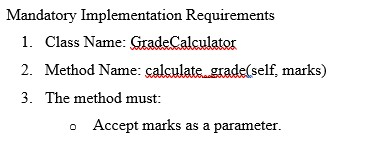 Mandatory Implementation Requirements
1. Class Name: GradeCalculator
2. Method Name: calculate_grade(self, marks)
3. The method must:
o Accept marks as a parameter.